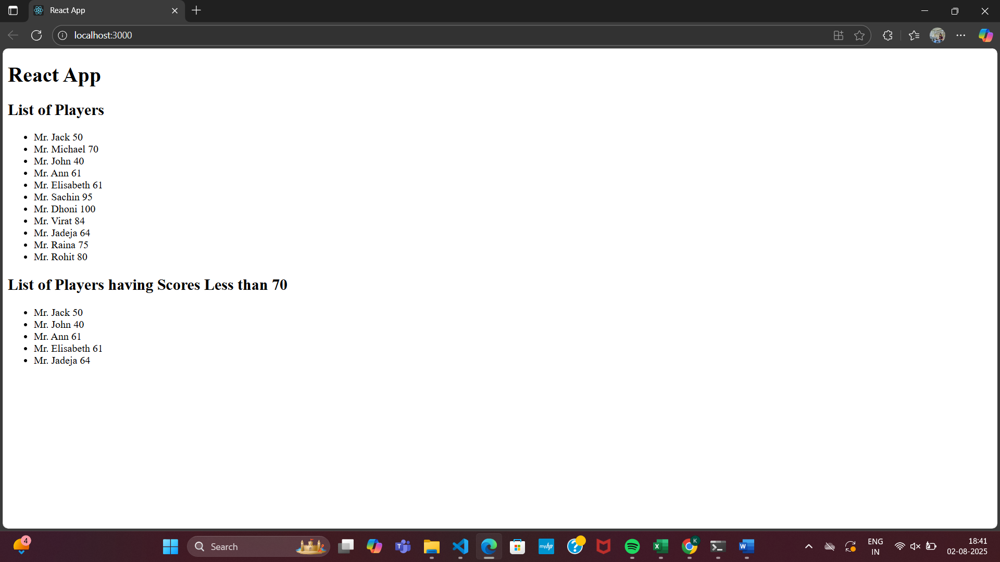 React App
localhost:3000
React App
List of Players
Mr. Jack 50
Mr. Michael 70
Mr. John 40
Mr. Ann 61
Mr. Elisabeth 61
Mr. Sachin 95
Mr. Dhoni 100
Mr. Virat 84
Mr. Jadeja 64
Mr. Raina 75
Mr. Rohit 80
List of Players having Scores Less than 70
Mr. Jack 50
Mr. John 40
Mr. Ann 61
Mr. Elisabeth 61
Mr. Jadeja 64
4
Search
T
myhp
?
X
K
W
ENG
IN
18:41
02-08-2025